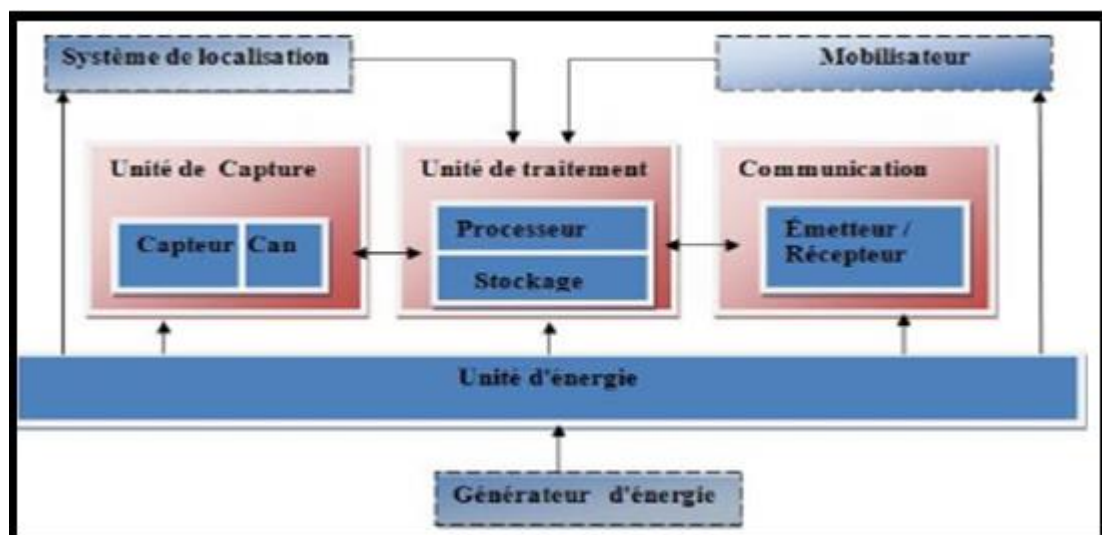 Système de localisation
Mobilisateur
Unité de Capture
Capteur
Can
Unité de traîtement
Processeur
Stockage
Communication
Émetteur /
Récepteur
Unité d'énergie
Générateur d'énergie